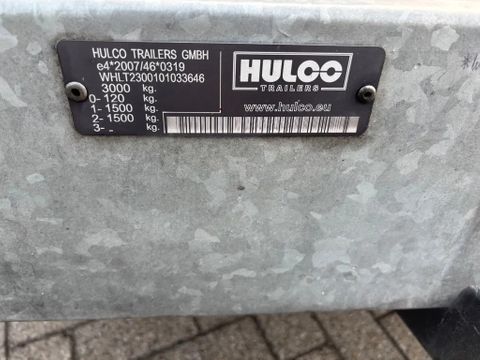 HULCO TRAILERS GMBH
e4*2007/46*0319
WHLT2300101033646
3000 kg.
0- 120 kg.
1- 1500 kg.
2- 1500 kg.
3- - kg.
HULCO
TRAILERS
www.hulco.eu